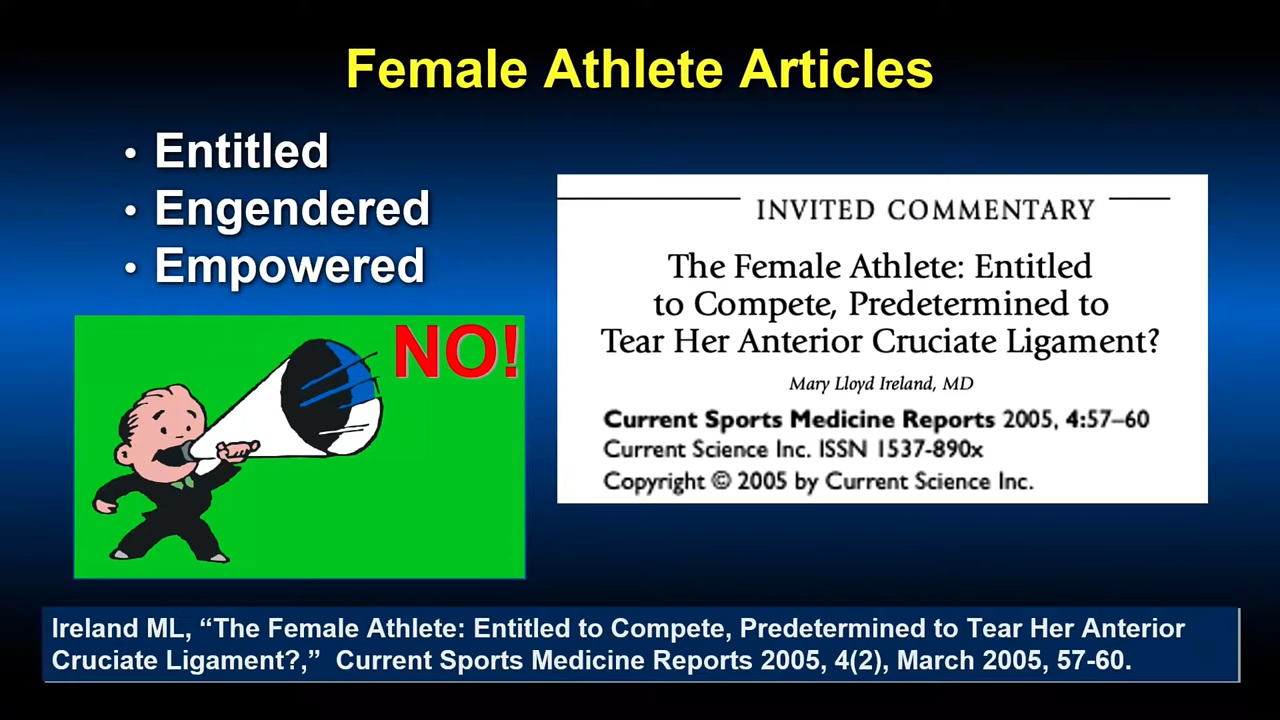 Female Athlete Articles
• Entitled
• Engendered
• Empowered
NO!
INVITED COMMENTARY
The Female Athlete: Entitled
to Compete, Predetermined to
Tear Her Anterior Cruciate Ligament?
Mary Lloyd Ireland, MD
Current Sports Medicine Reports 2005, 4:57–60
Current Science Inc. ISSN 1537-890x
Copyright © 2005 by Current Science Inc.
Ireland ML, “The Female Athlete: Entitled to Compete, Predetermined to Tear Her Anterior
Cruciate Ligament?,” Current Sports Medicine Reports 2005, 4(2), March 2005, 57-60.